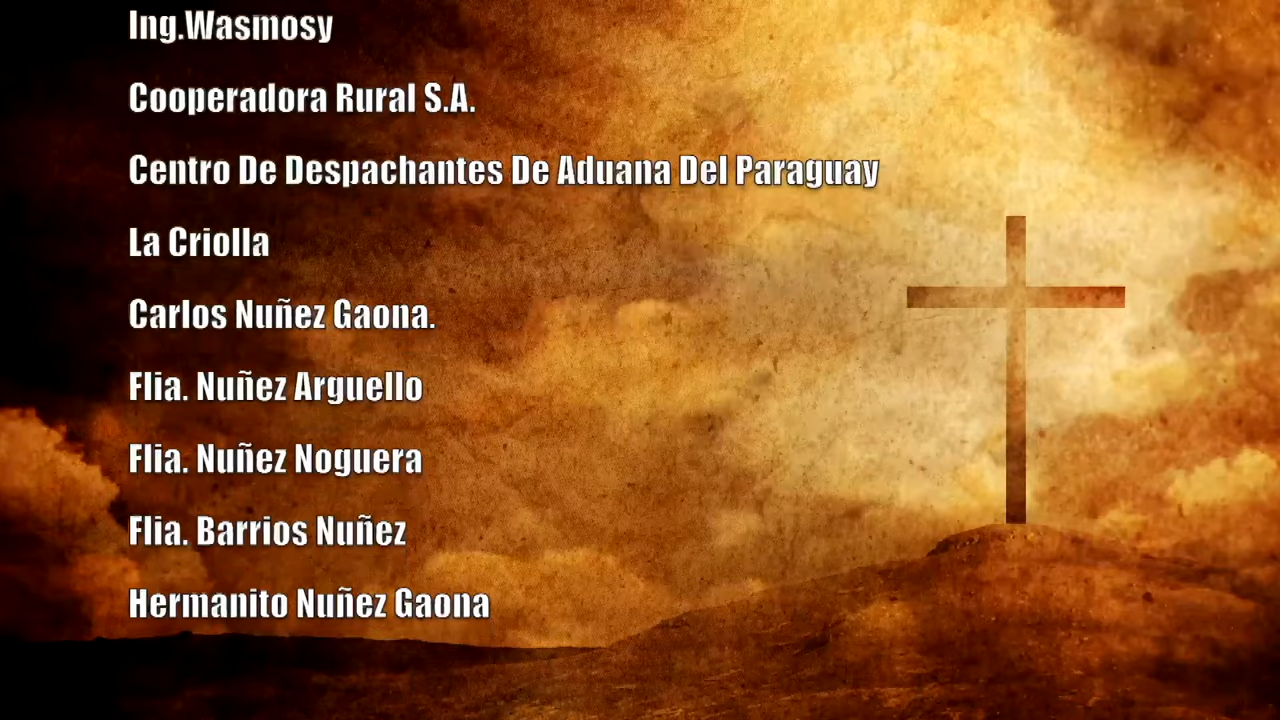 Ing.Wasmosy
Cooperadora Rural S.A.
Centro De Despachantes De Aduana Del Paraguay
La Criolla
Carlos Nuñez Gaona.
Flia. Nuñez Arguello
Flia. Nuñez Noguera
Flia. Barrios Nuñez
Hermanito Nuñez Gaona